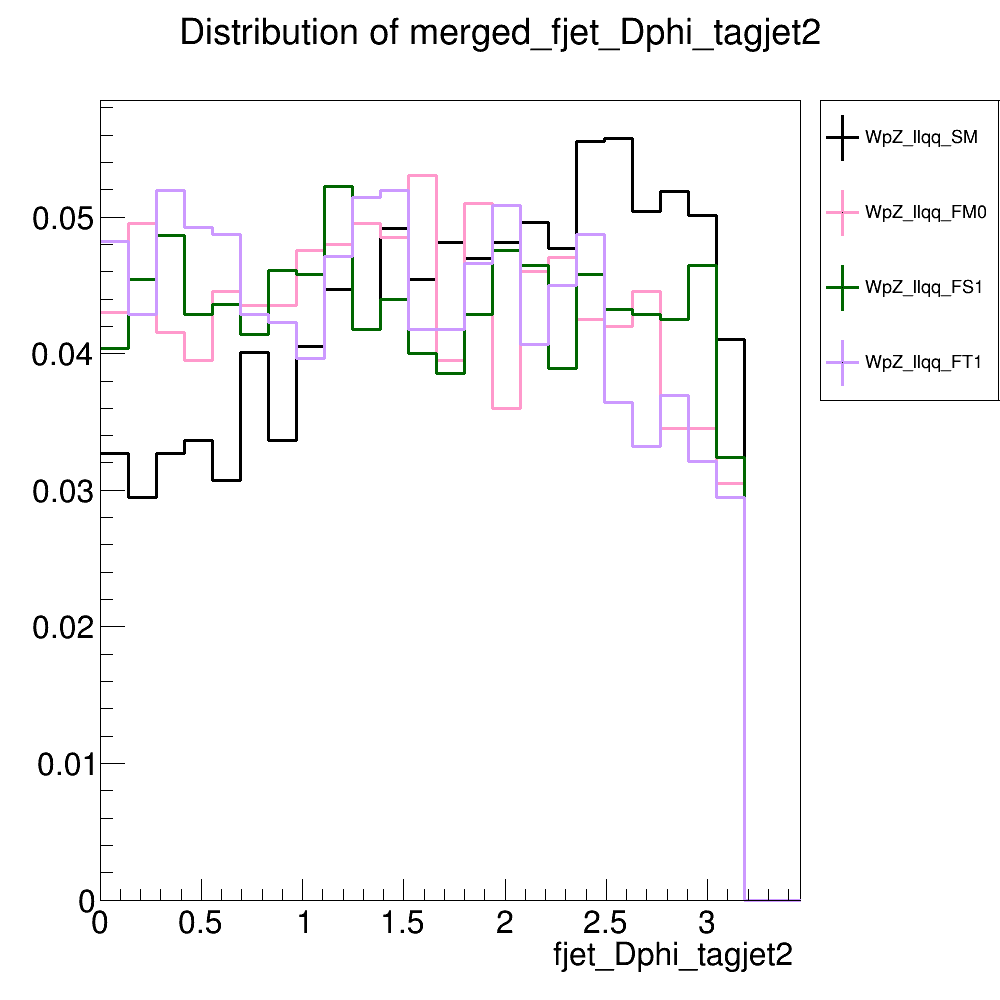 Distribution of merged_fjet_Dphi_tagjet2
WpZ_llqq_SM
WpZ_llqq_FM0
WpZ_llqq_FS1
WpZ_llqq_FT1
0.05
0.04
0.03
0.02
0.01
0
0 0.5 1 1.5 2 2.5 3
fjet_Dphi_tagjet2